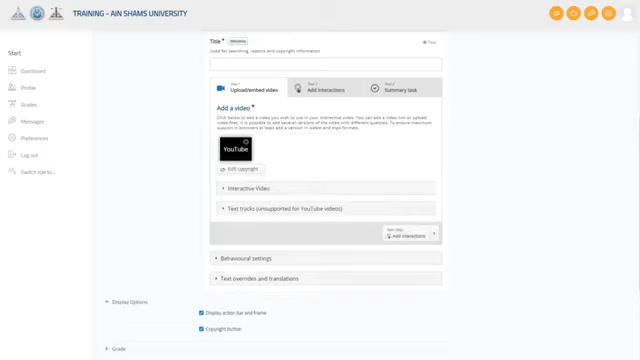 TRAINING - AIN SHAMS UNIVERSITY
Start
Dashboard
Profile
Grades
Messages
Preferences
Log out
Switch role to...
Title * Metadata
Tour
Used for searching, reports and copyright information
Step 1
Upload/embed video
Step 2
Add interactions
Step 3
Summary task
Add a video *
Click below to add a video you wish to use in your interactive video. You can add a video link or upload
video files. It is possible to add several versions of the video with different qualities. To ensure maximum
support in browsers at least add a version in webm and mp4 formats.
YouTube
Edit copyright
Interactive Video
Text tracks (unsupported for YouTube videos)
Next Step
Add interactions
Behavioural settings
Text overrides and translations
Display Options
Display action bar and frame
Copyright button
Grade